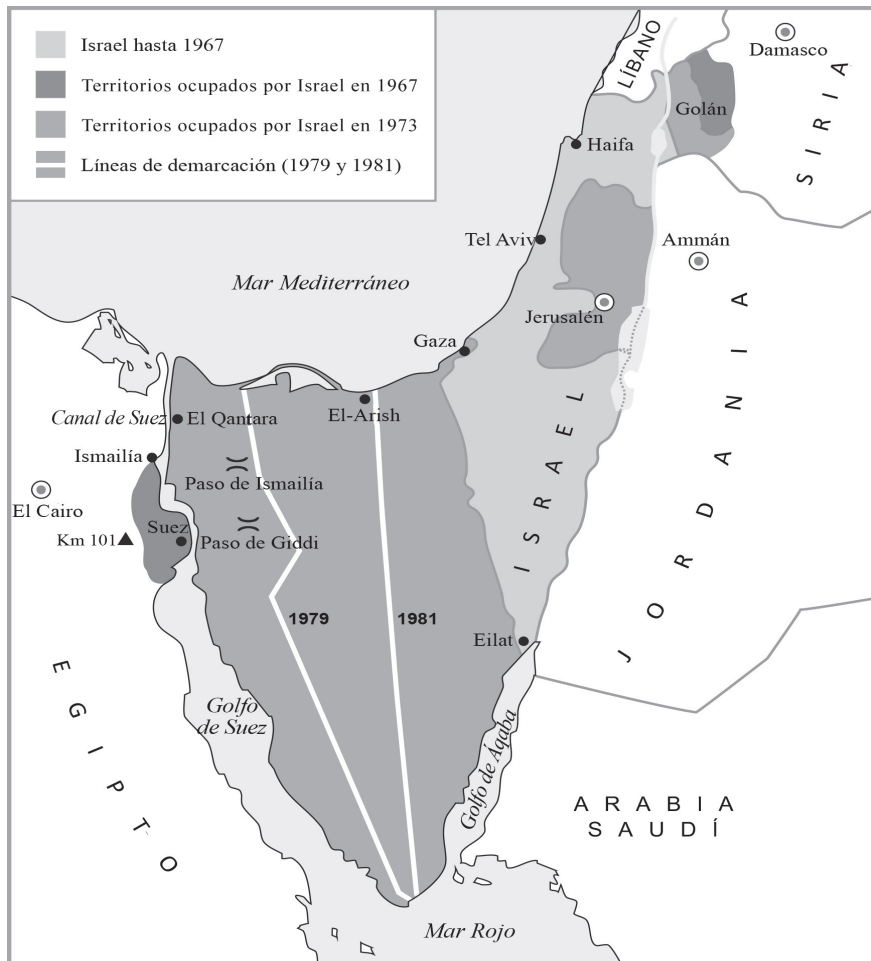 Israel hasta 1967
Territorios ocupados por Israel en 1967
Territorios ocupados por Israel en 1973
Líneas de demarcación (1979 y 1981)
LÍBANO
Damasco
SIRIA
Golán
Haifa
Tel Aviv
Ammán
Mar Mediterráneo
Jerusalén
Gaza
JORDANIA
ISRAEL
Canal de Suez
El Qantara
El-Arish
Ismailía
Paso de Ismailía
El Cairo
Suez
Km 101
Paso de Giddi
1979
1981
Eilat
EGIPTO
Golfo
de Suez
Golfo de Áqaba
ARABIA
SAUDÍ
Mar Rojo